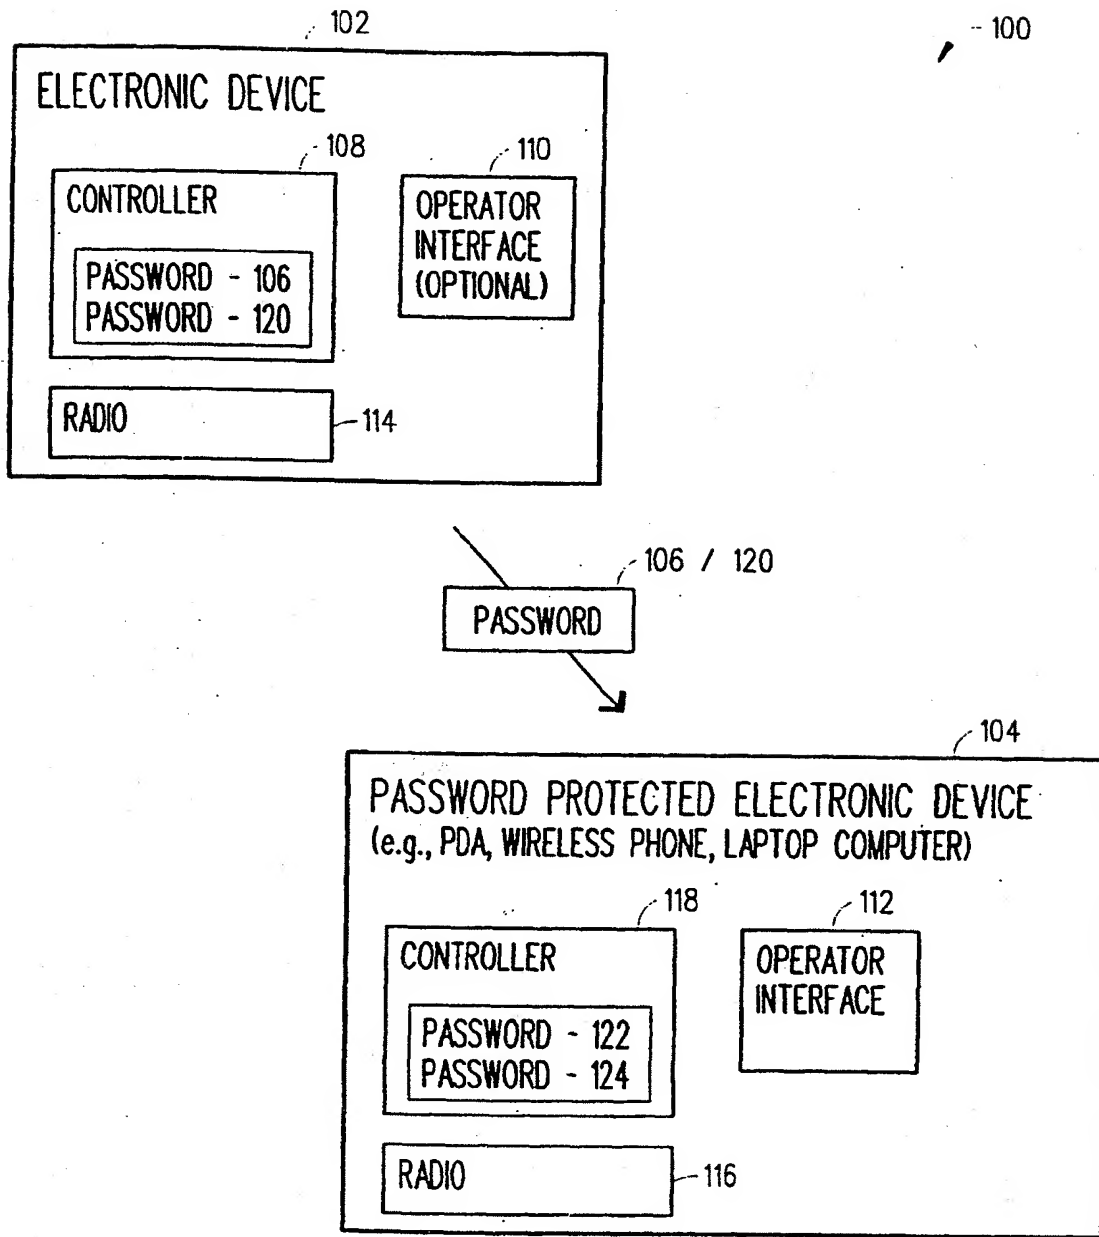 102
- 100
ELECTRONIC DEVICE
108
110
CONTROLLER
OPERATOR
INTERFACE
(OPTIONAL)
PASSWORD - 106
PASSWORD - 120
RADIO
114
106 / 120
PASSWORD
104
PASSWORD PROTECTED ELECTRONIC DEVICE
(e.g., PDA, WIRELESS PHONE, LAPTOP COMPUTER)
118
112
CONTROLLER
OPERATOR
INTERFACE
PASSWORD - 122
PASSWORD - 124
RADIO
116